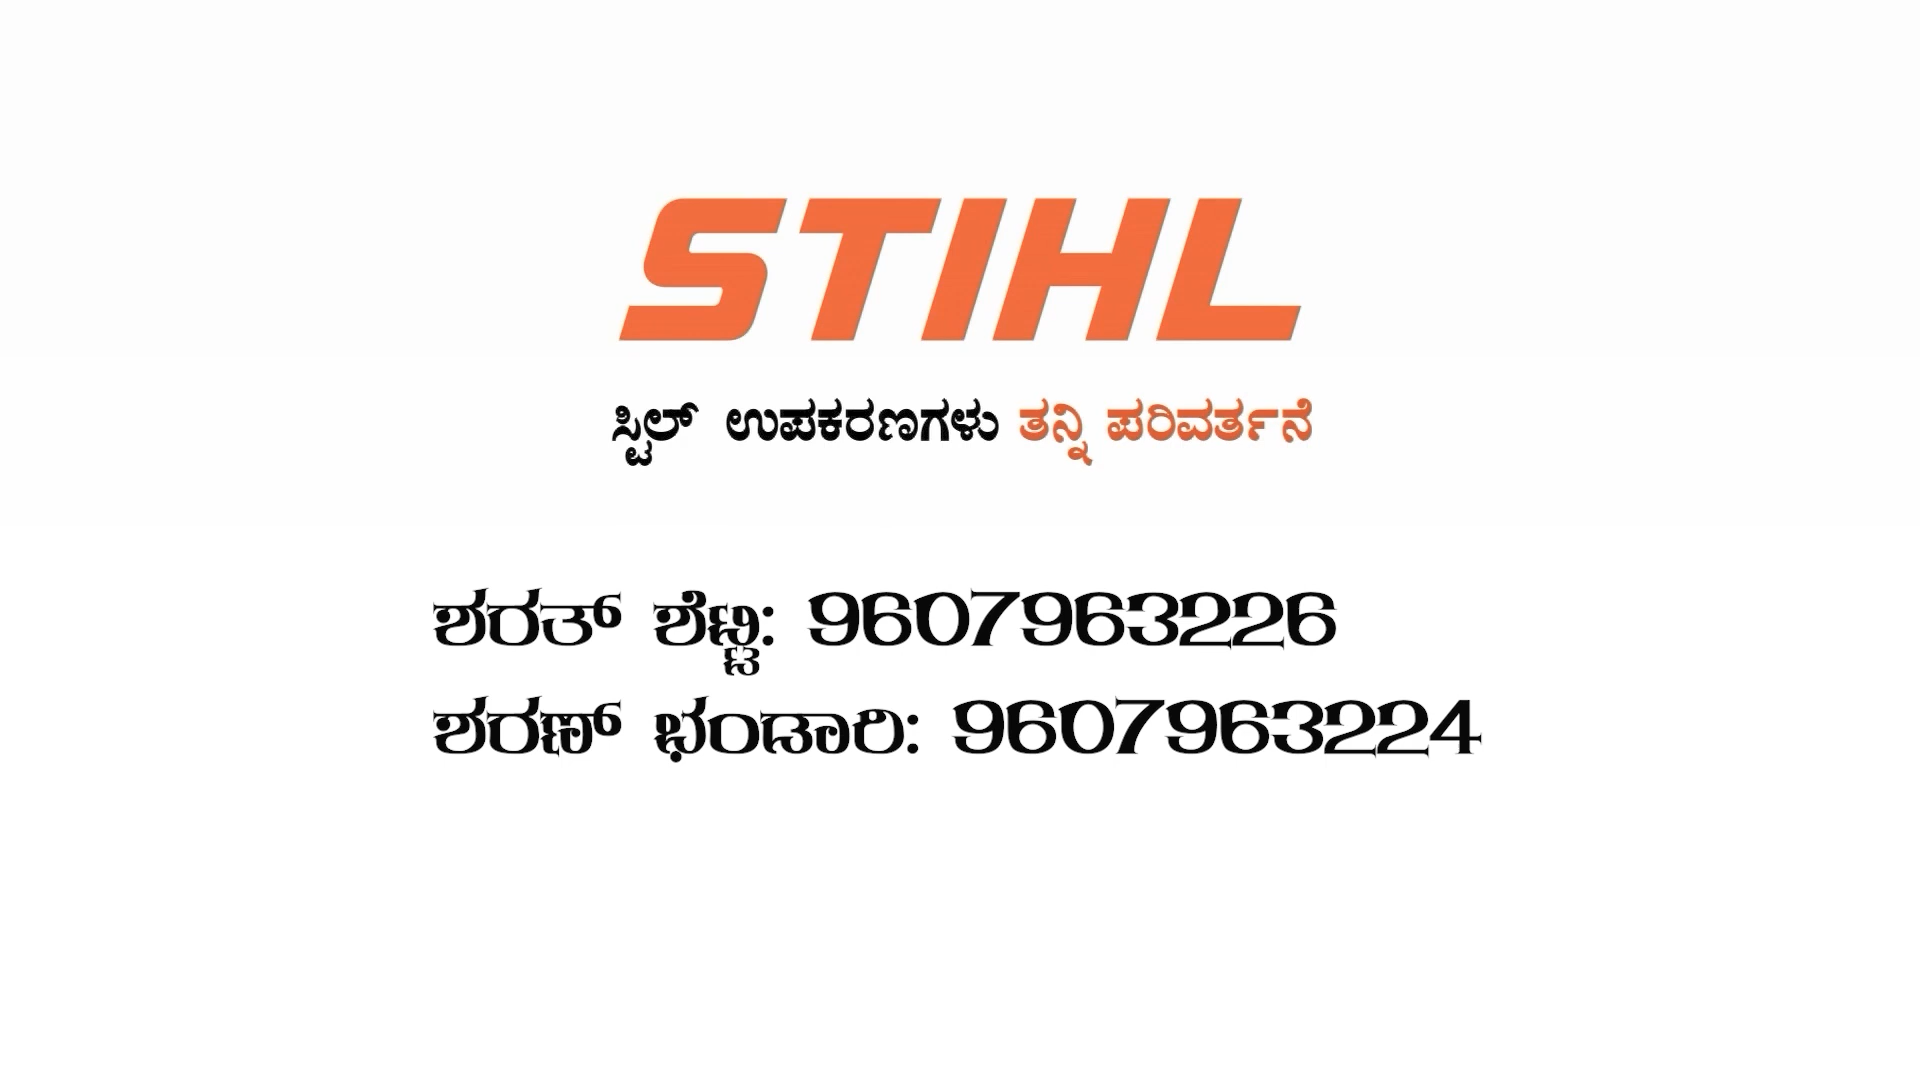 STIHL
ಸ್ಟಿಲ್ ಉಪಕರಣಗಳು ತನ್ನಿ ಪರಿವರ್ತನೆ
ಶರತ್ ಶೆಟ್ಟಿ: 9607963226
ಶರಣ್ ಭಂಡಾರಿ: 9607963224